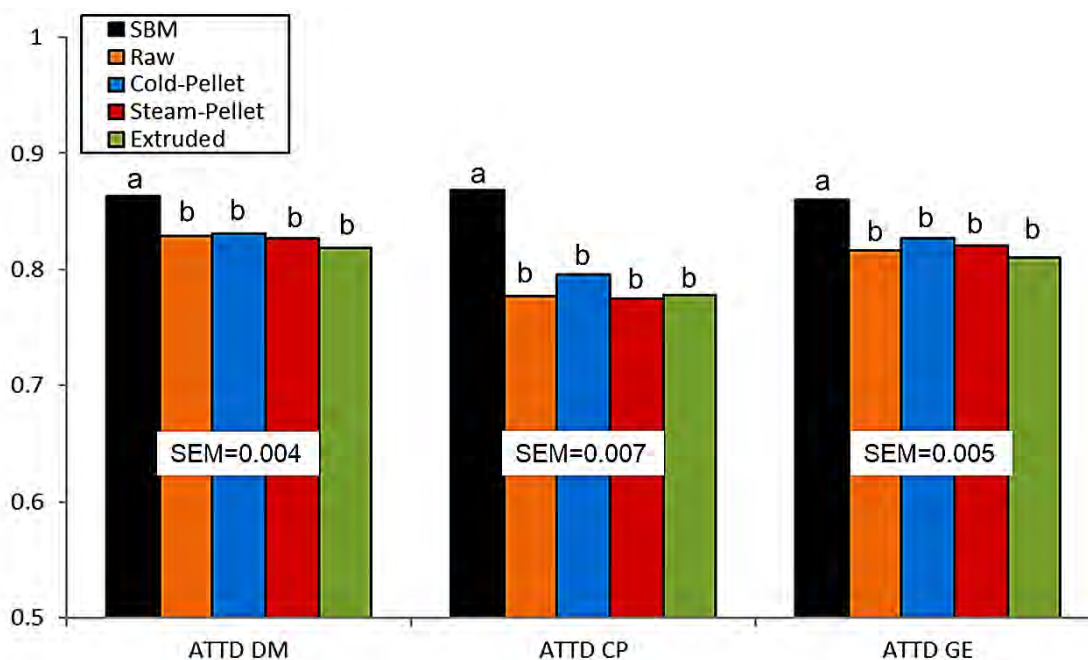 SBM
Raw
Cold-Pellet
Steam-Pellet
Extruded
1
0.9
0.8
0.7
0.6
0.5
a
b
b
b
b
a
b
b
b
b
a
b
b
b
b
SEM=0.004
SEM=0.007
SEM=0.005
ATTD DM
ATTD CP
ATTD GE